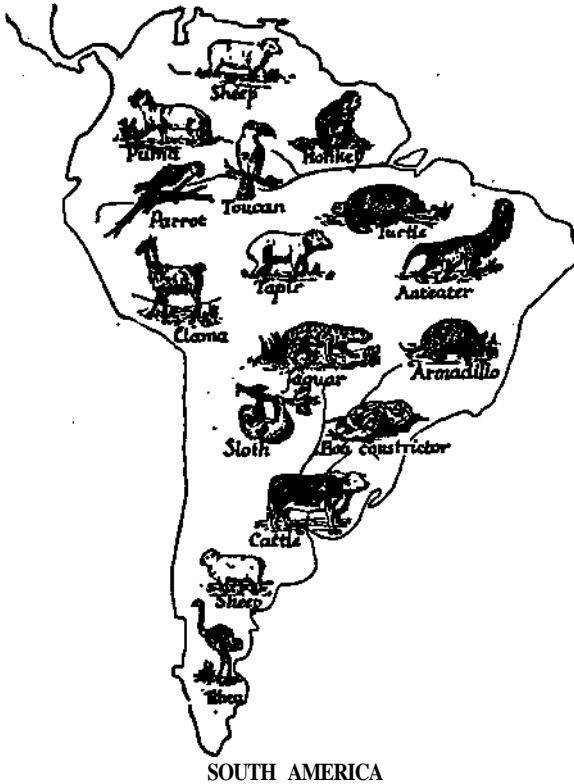 Sheep
Puma
Monkey
Parrot
Toucan
Turtle
Llama
Tapir
Anteater
Jaguar
Armadillo
Sloth
Boa constrictor
Cattle
Sheep
Rhea
SOUTH AMERICA